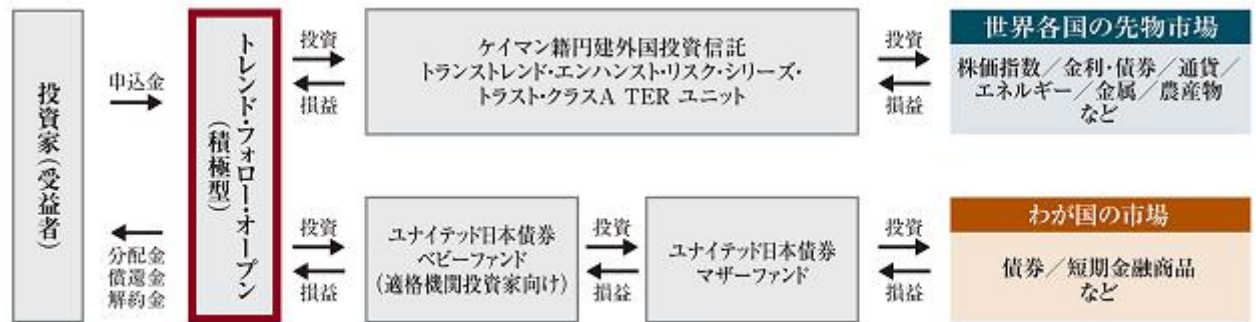 投資家(受益者)
申込金
分配金
償還金
解約金
トレンド・フォロー・オープン
(積極型)
投資
損益
ケイマン籍円建外国投資信託
トランストレンド・エンハンスト・リスク・シリーズ・
トラスト・クラスA TER ユニット
投資
損益
世界各国の先物市場
株価指数/金利・債券/通貨/
エネルギー/金属/農産物
など
投資
損益
ユナイテッド日本債券
ベビーファンド
(適格機関投資家向け)
投資
損益
ユナイテッド日本債券
マザーファンド
投資
損益
わが国の市場
債券/短期金融商品
など